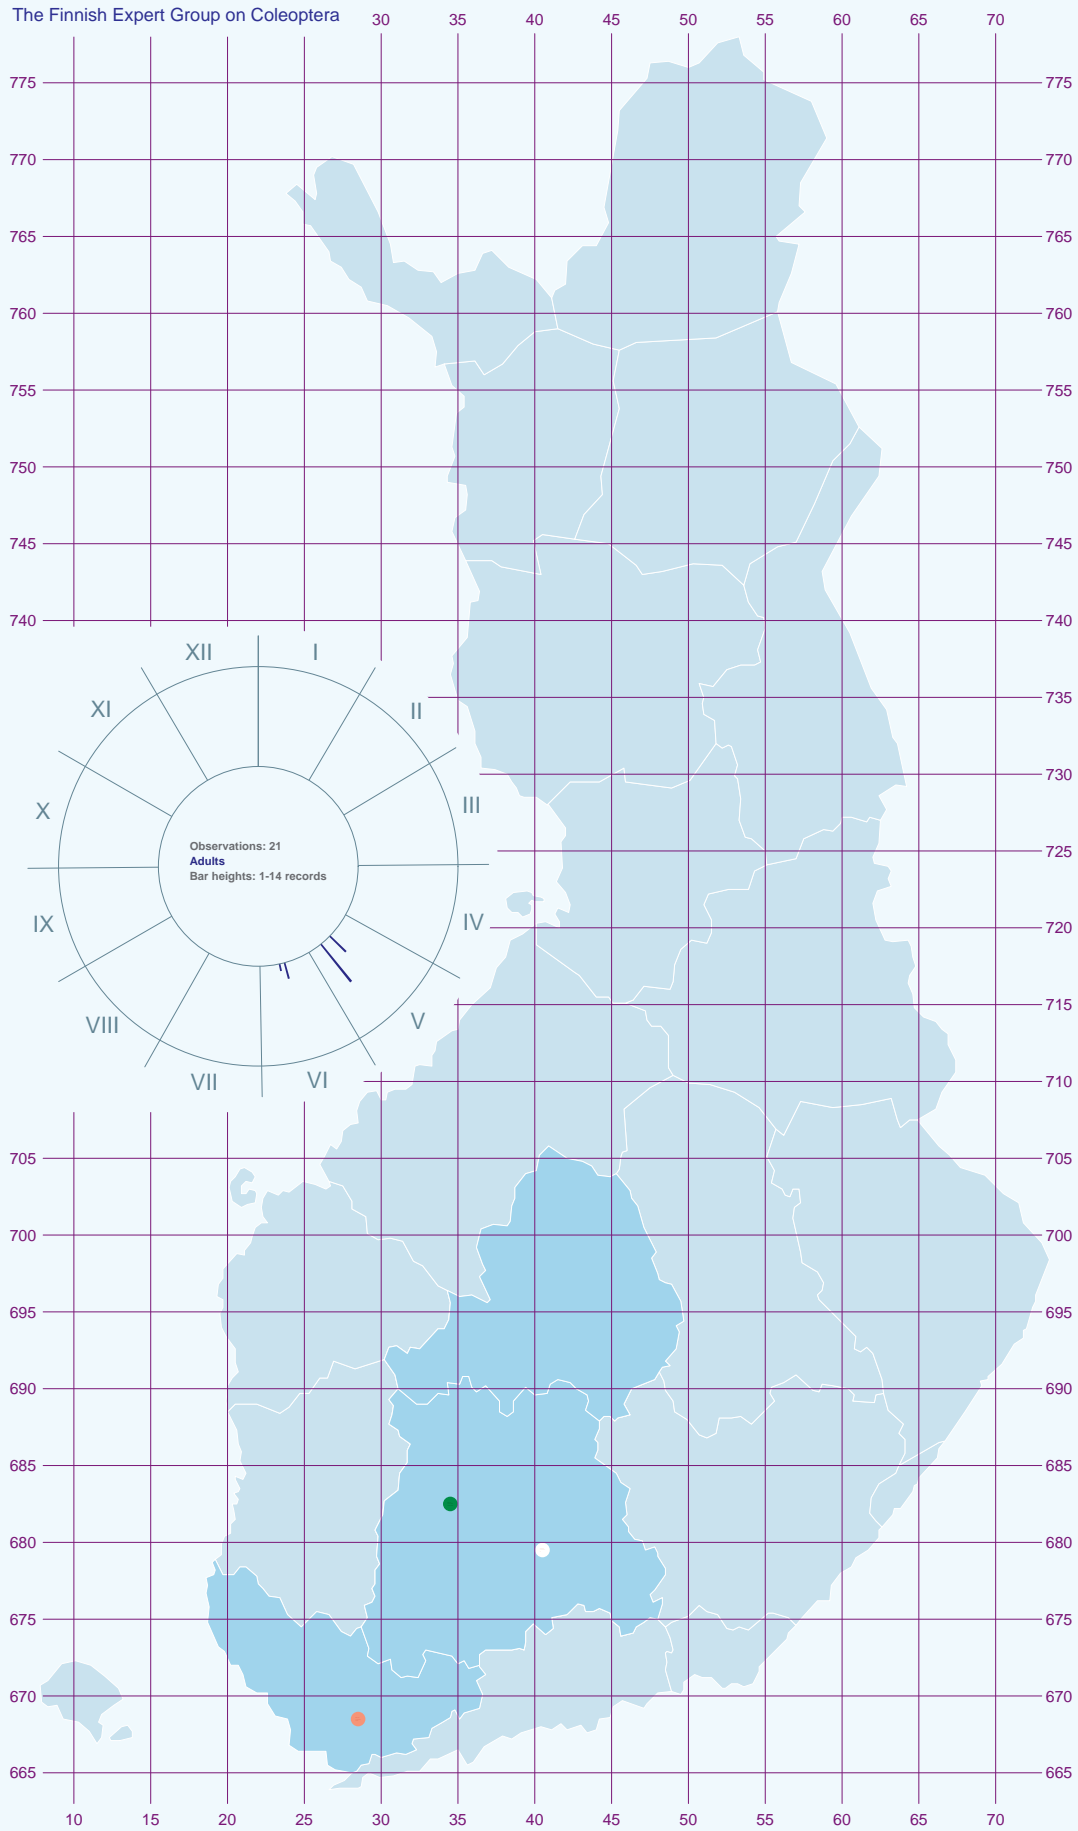 The Finnish Expert Group on Coleoptera
30 35 40 45 50 55 60 65 70
775 775
770 770
765 765
760 760
755 755
750 750
745 745
740 740
XII I
735
XI II
730
X III
Observations: 21
725
Adults
Bar heights: 1-14 records
IX IV 720
715
VIII V
VII VI 710
705 705
700 700
695 695
690 690
685 685
680 680
675 675
670 670
665 665
10 15 20 25 30 35 40 45 50 55 60 65 70